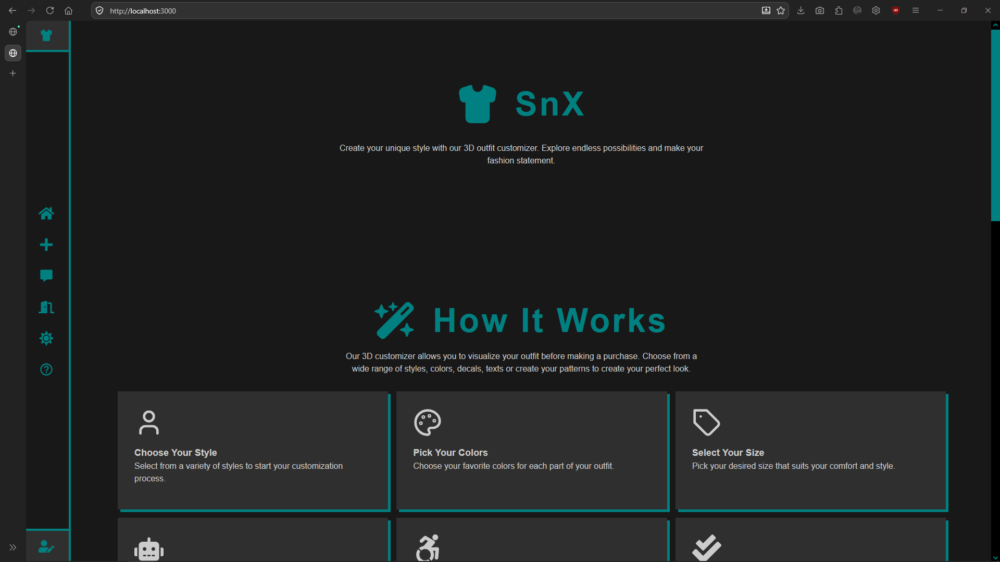 http://localhost:3000
SnX
Create your unique style with our 3D outfit customizer. Explore endless possibilities and make your
fashion statement.
How It Works
Our 3D customizer allows you to visualize your outfit before making a purchase. Choose from a
wide range of styles, colors, decals, texts or create your patterns to create your perfect look.
Choose Your Style
Select from a variety of styles to start your customization
process.
Pick Your Colors
Choose your favorite colors for each part of your outfit.
Select Your Size
Pick your desired size that suits your comfort and style.